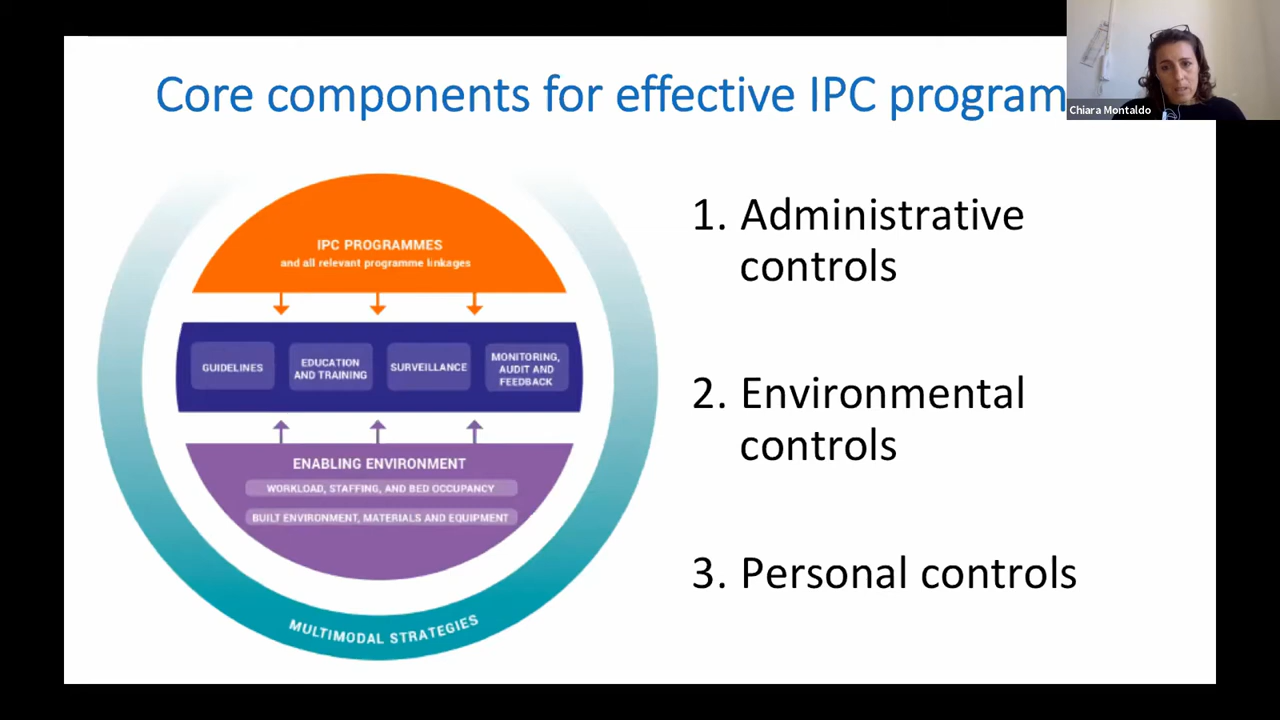 Core components for effective IPC program
Chiara Montaldo
IPC PROGRAMMES
and all relevant programme linkages
GUIDELINES
EDUCATION
AND TRAINING
SURVEILLANCE
MONITORING,
AUDIT AND
FEEDBACK
ENABLING ENVIRONMENT
WORKLOAD, STAFFING, AND BED OCCUPANCY
BUILT ENVIRONMENT, MATERIALS AND EQUIPMENT
MULTIMODAL STRATEGIES
1. Administrative
controls
2. Environmental
controls
3. Personal controls